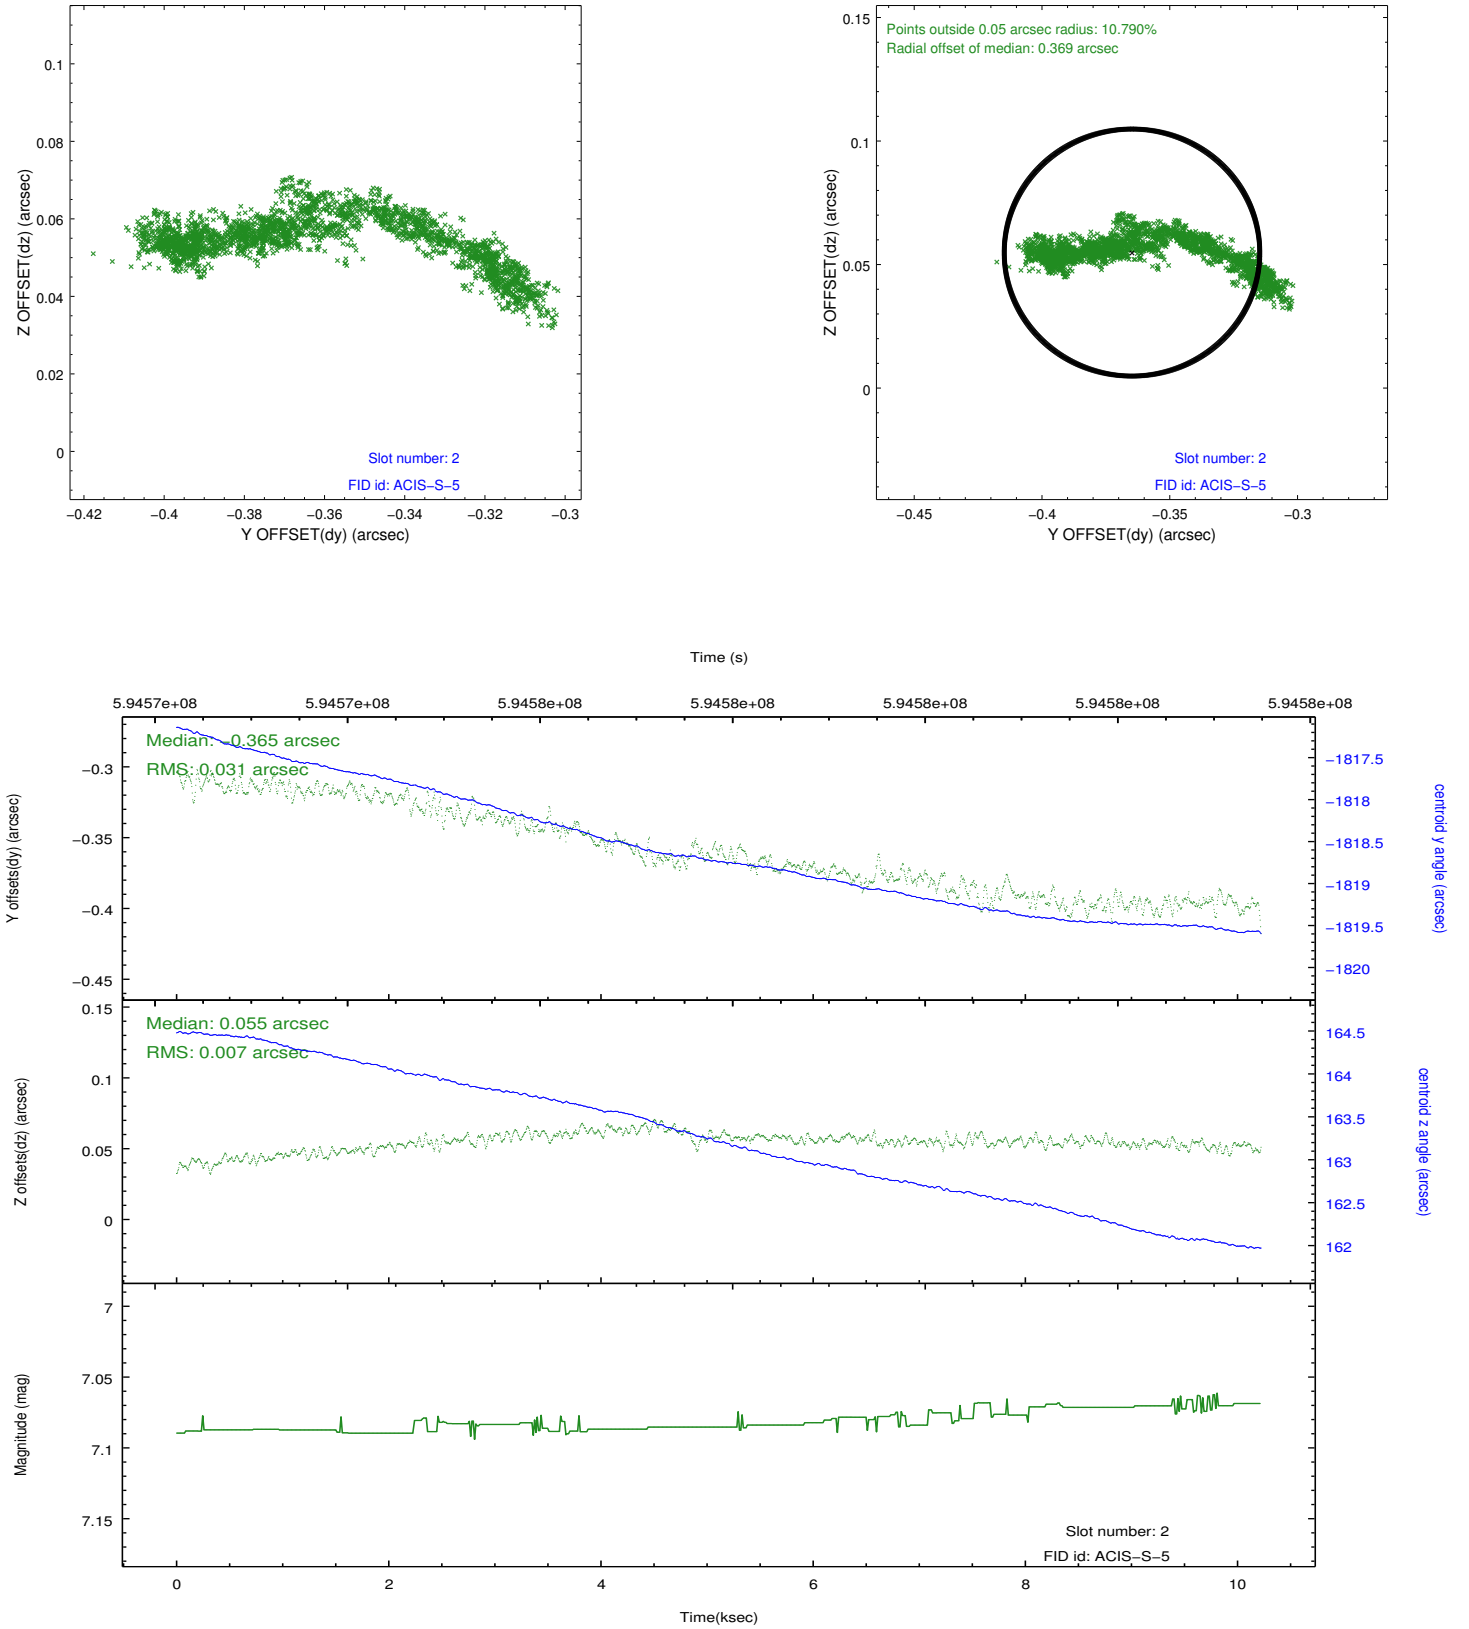 0.1
0.08
0.06
0.04
0.02
0
Z OFFSET(dz) (arcsec)
Slot number: 2
FID id: ACIS−S−5
−0.42 −0.4 −0.38 −0.36 −0.34 −0.32 −0.3
Y OFFSET(dy) (arcsec)
Points outside 0.05 arcsec radius: 10.790%
Radial offset of median: 0.369 arcsec
0.15
0.1
0.05
0
Z OFFSET(dz) (arcsec)
Slot number: 2
FID id: ACIS−S−5
−0.45 −0.4 −0.35 −0.3
Y OFFSET(dy) (arcsec)
Time (s)
5.9457e+08 5.9457e+08 5.9458e+08 5.9458e+08 5.9458e+08 5.9458e+08 5.9458e+08
Median: −0.365 arcsec
RMS: 0.031 arcsec
−0.3
−0.35
−0.4
−0.45
Y offsets(dy) (arcsec)
−1817.5
−1818
−1818.5
−1819
−1819.5
−1820
centroid y angle (arcsec)
Median: 0.055 arcsec
RMS: 0.007 arcsec
0.15
0.1
0.05
0
Z offsets(dz) (arcsec)
164.5
164
163.5
163
162.5
162
centroid z angle (arcsec)
7
7.05
7.1
7.15
Magnitude (mag)
Slot number: 2
FID id: ACIS−S−5
0 2 4 6 8 10
Time(ksec)